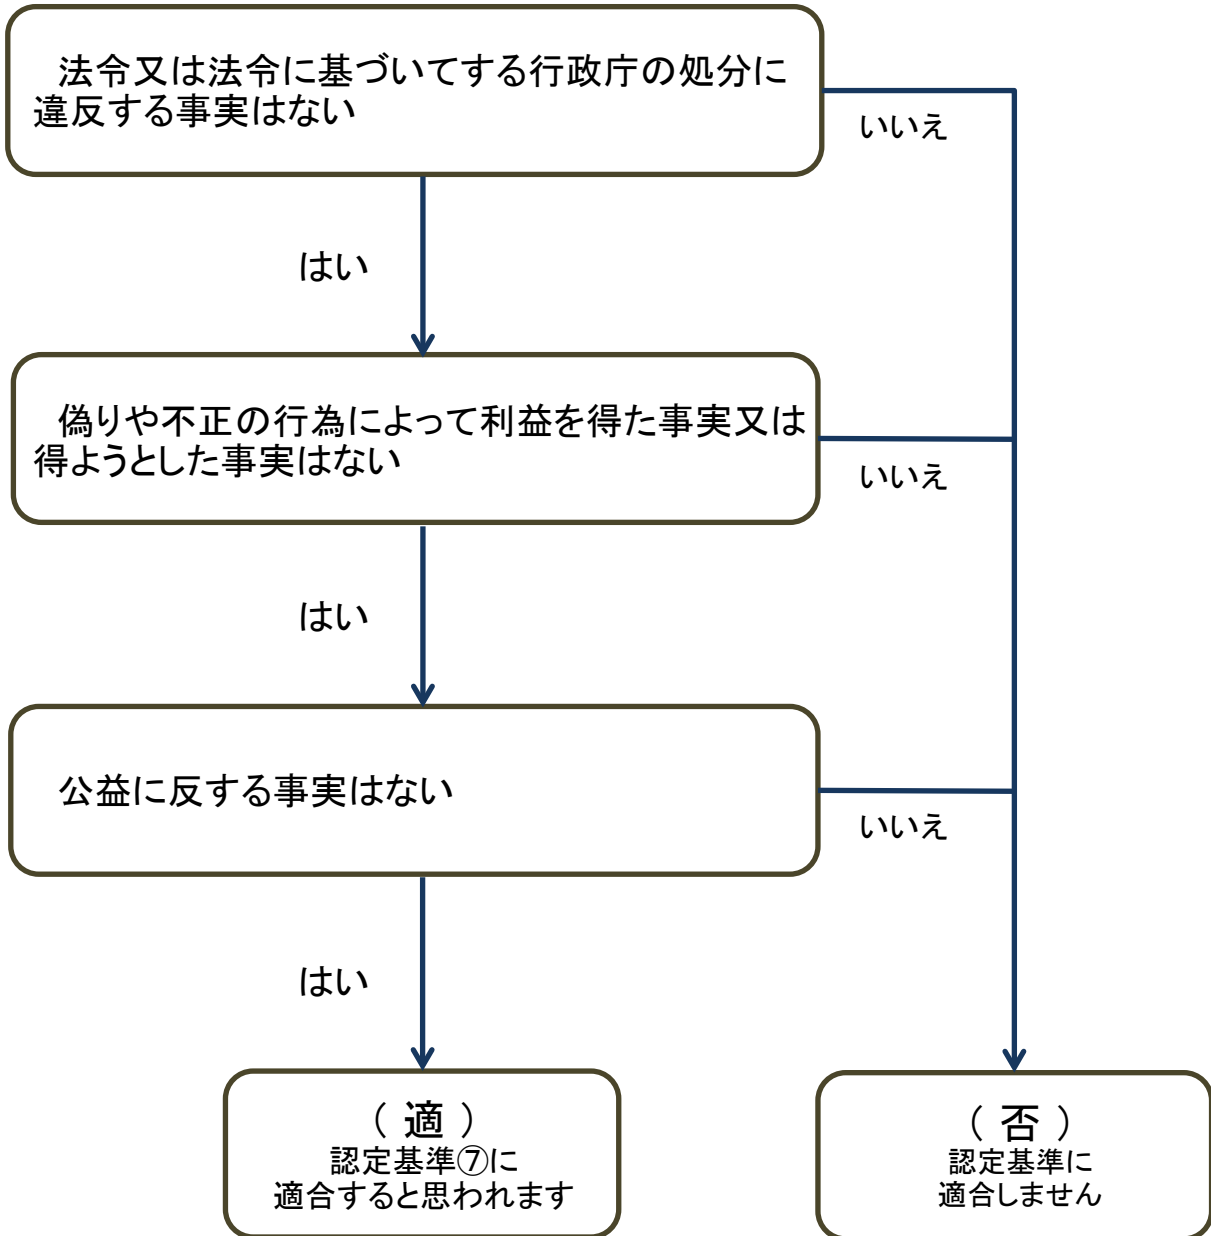 法令又は法令に基づいてする行政庁の処分に
違反する事実はない
いいえ
はい
偽りや不正の行為によって利益を得た事実又は
得ようとした事実はない
いいえ
はい
公益に反する事実はない
いいえ
はい
（ 適 ）
認定基準⑦に
適合すると思われます
（ 否 ）
認定基準に
適合しません